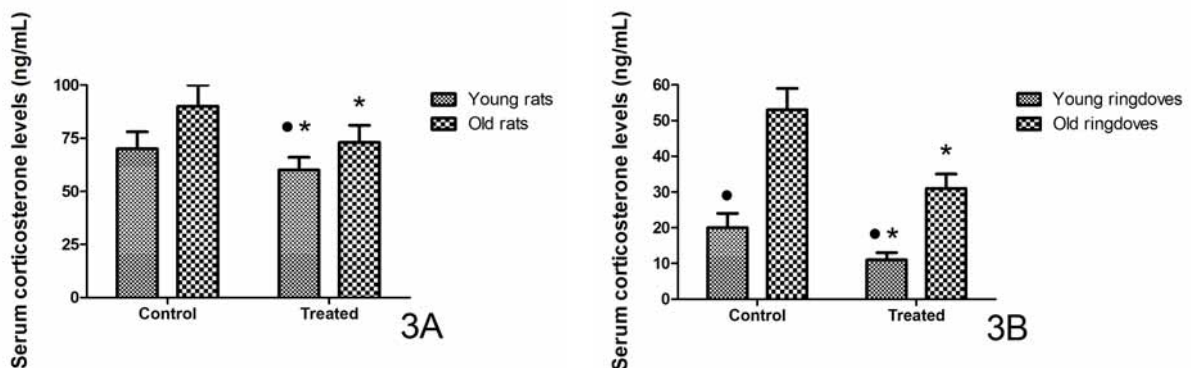 Serum corticosterone levels (ng/mL)
100
75
50
25
0
Control
Treated
Young rats
Old rats
● *
*
3A
Serum corticosterone levels (ng/mL)
60
50
40
30
20
10
0
Control
Treated
Young ringdoves
Old ringdoves
●
● *
*
3B